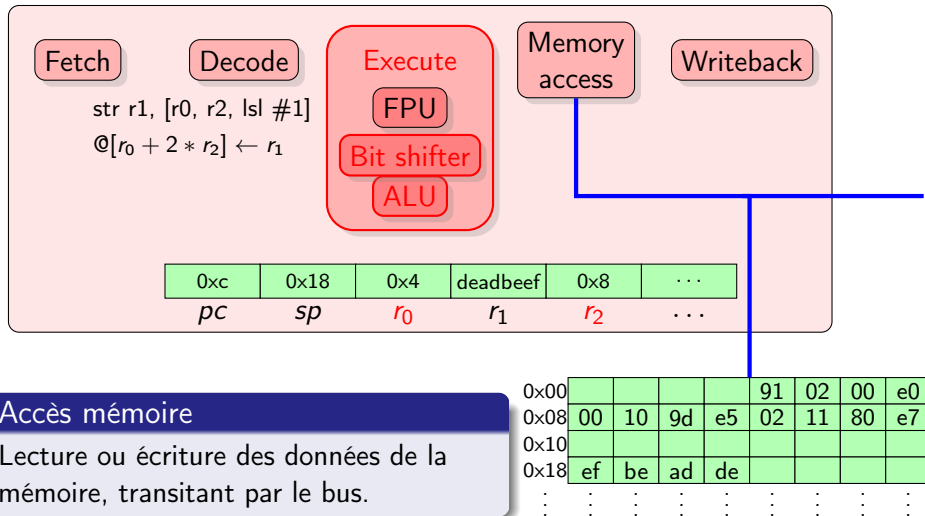 Fetch Decode Execute Memory access Writeback
str r1, [r0, r2, lsl #1]
@[r₀ + 2 * r₂] ← r₁
FPU
Bit shifter
ALU
0xc 0x18 0x4 deadbeef 0x8 ...
pc sp r₀ r₁ r₂ ...
Accès mémoire
Lecture ou écriture des données de la
mémoire, transitant par le bus.
0x00 91 02 00 e0
0x08 00 10 9d e5 02 11 80 e7
0x10
0x18 ef be ad de